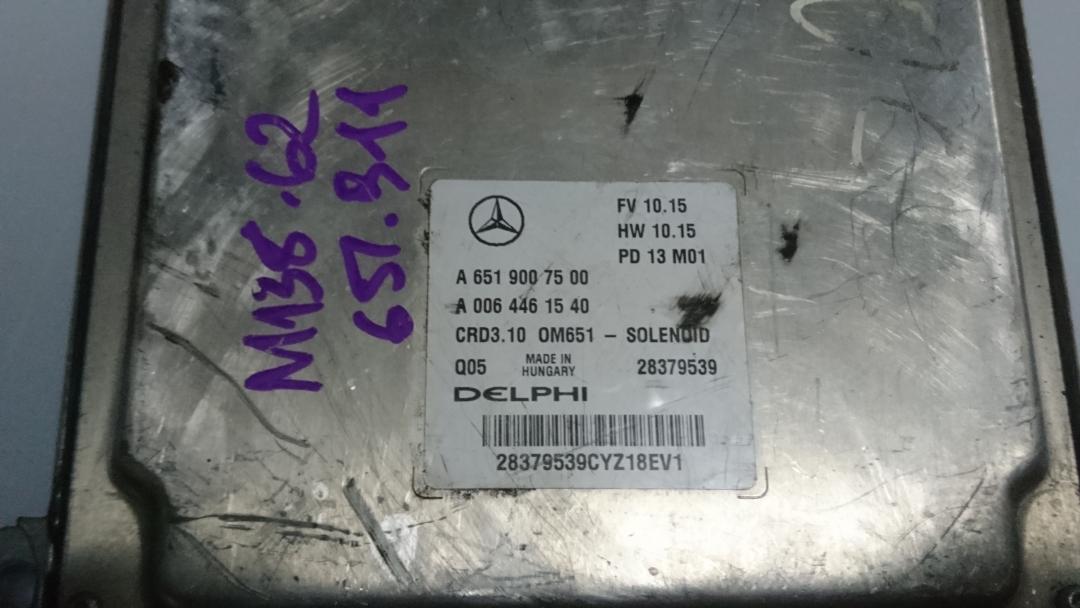 M135.62
651.911
FV 10.15
HW 10.15
PD 13 M01
A 651 900 75 00
A 006 446 15 40
CRD3.10 OM651 – SOLENOID
Q05 MADE IN HUNGARY 28379539
DELPHI
28379539CYZ18EV1